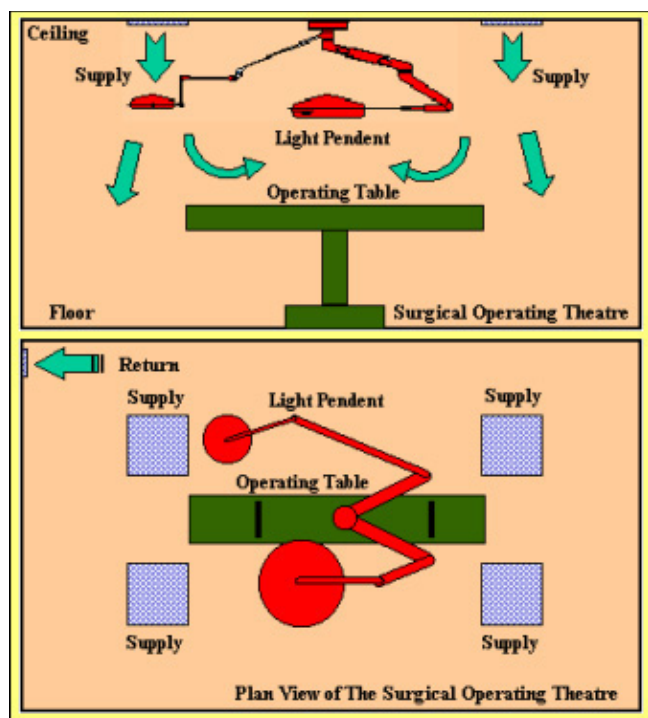 Ceiling
Supply
Supply
Light Pendent
Operating Table
Floor
Surgical Operating Theatre
Return
Supply
Light Pendent
Supply
Operating Table
Supply
Supply
Plan View of The Surgical Operating Theatre